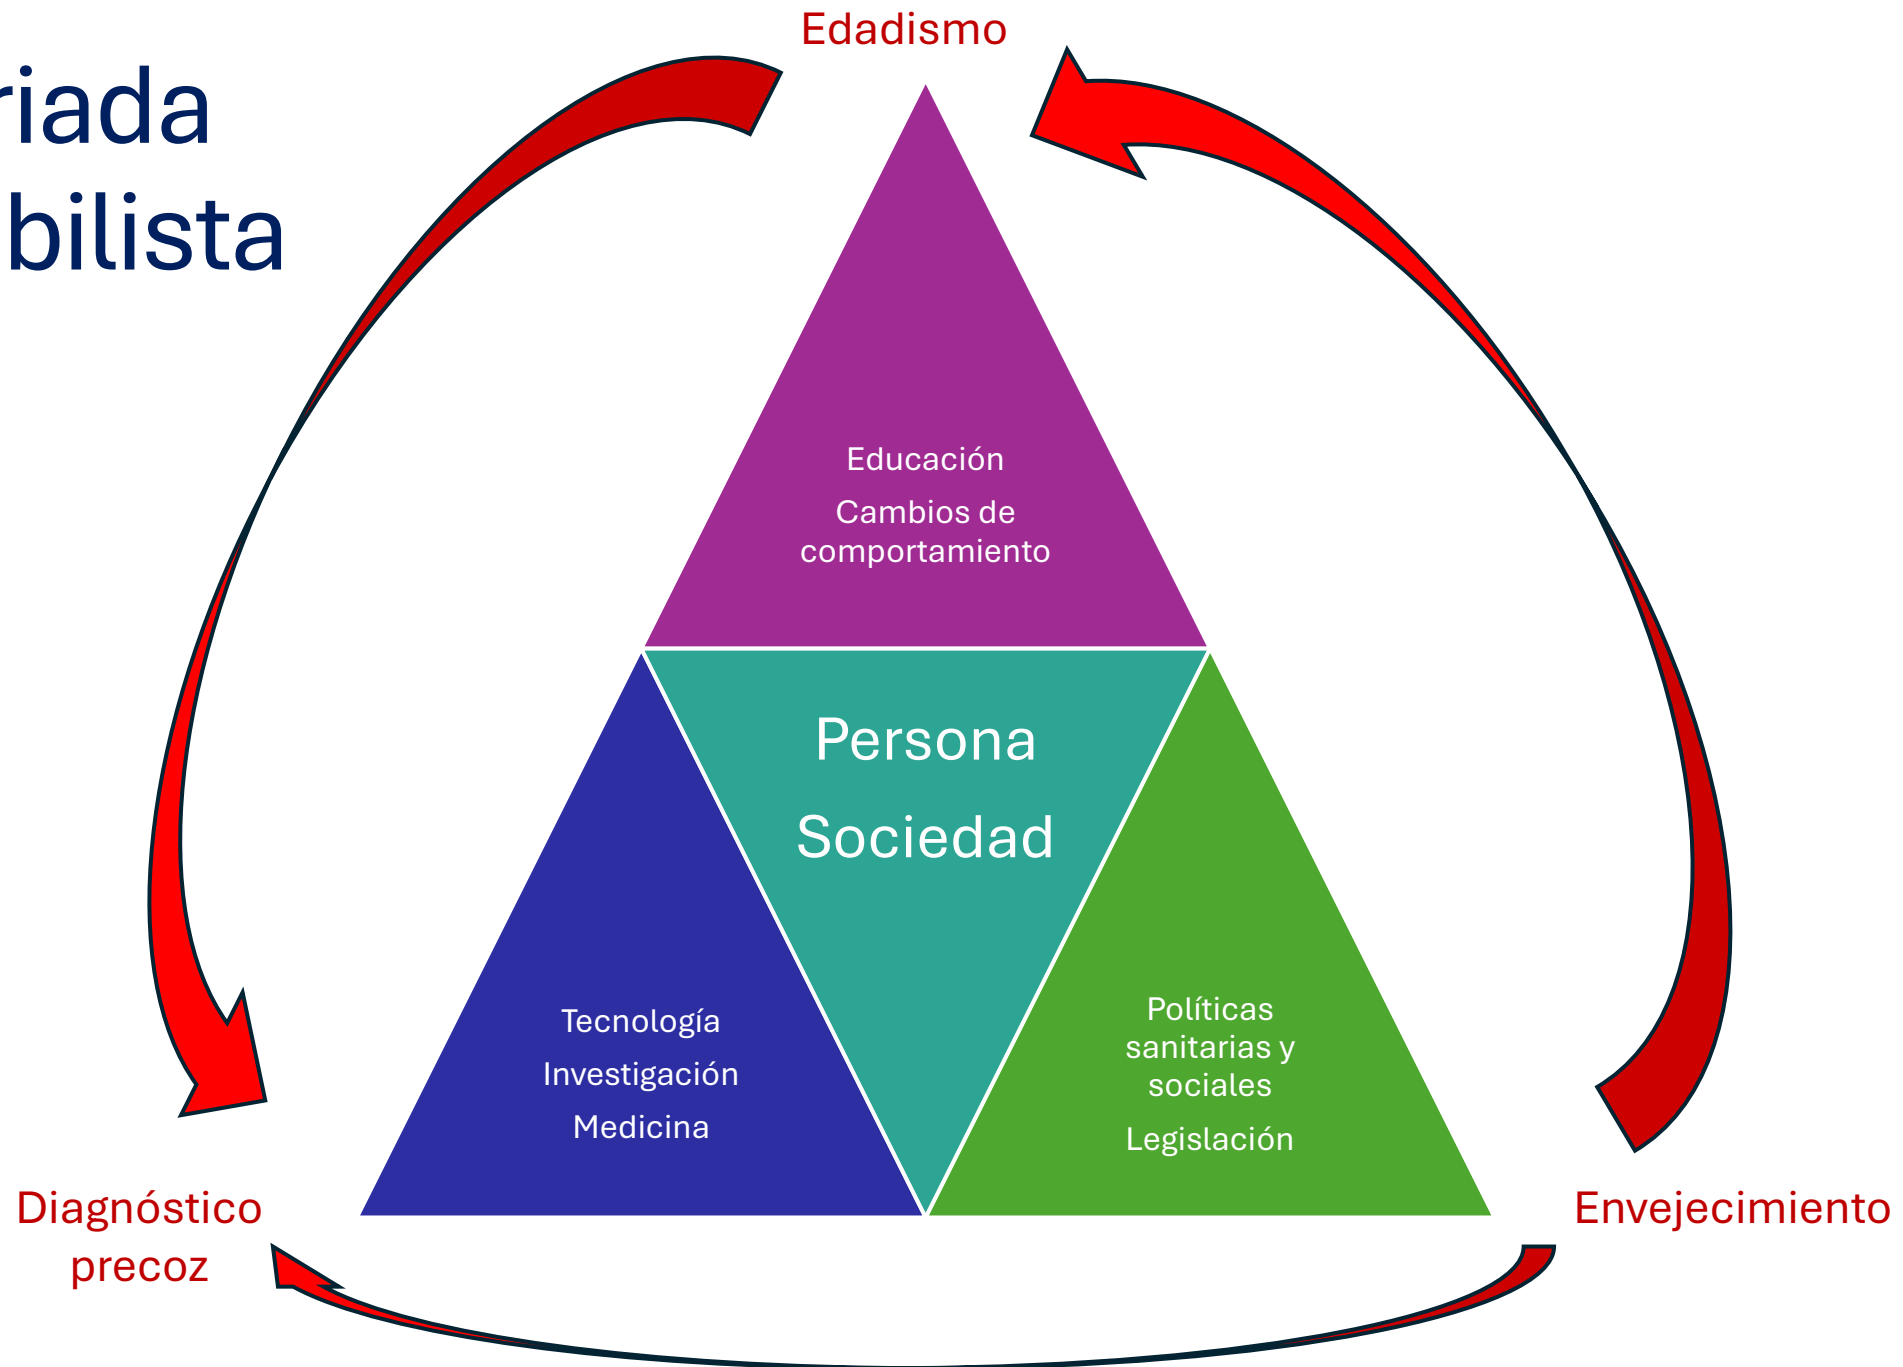 Edadismo
riada
bilista
Educación
Cambios de
comportamiento
Persona
Sociedad
Tecnología
Investigación
Medicina
Políticas
sanitarias y
sociales
Legislación
Diagnóstico
precoz
Envejecimiento